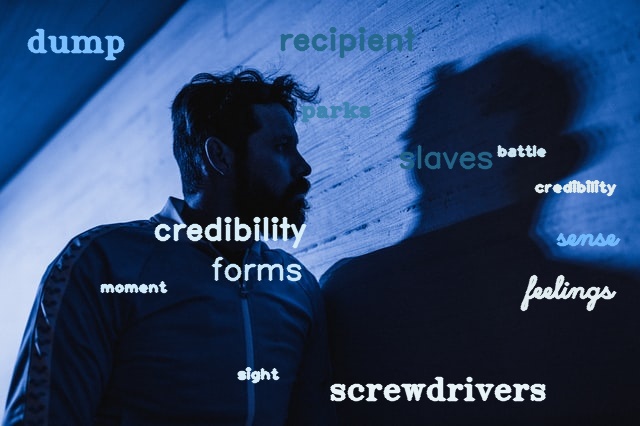 dump
recipient
parks
slaves
battle
credibility
credibility
sense
forms
moment
feelings
sight
screwdrivers